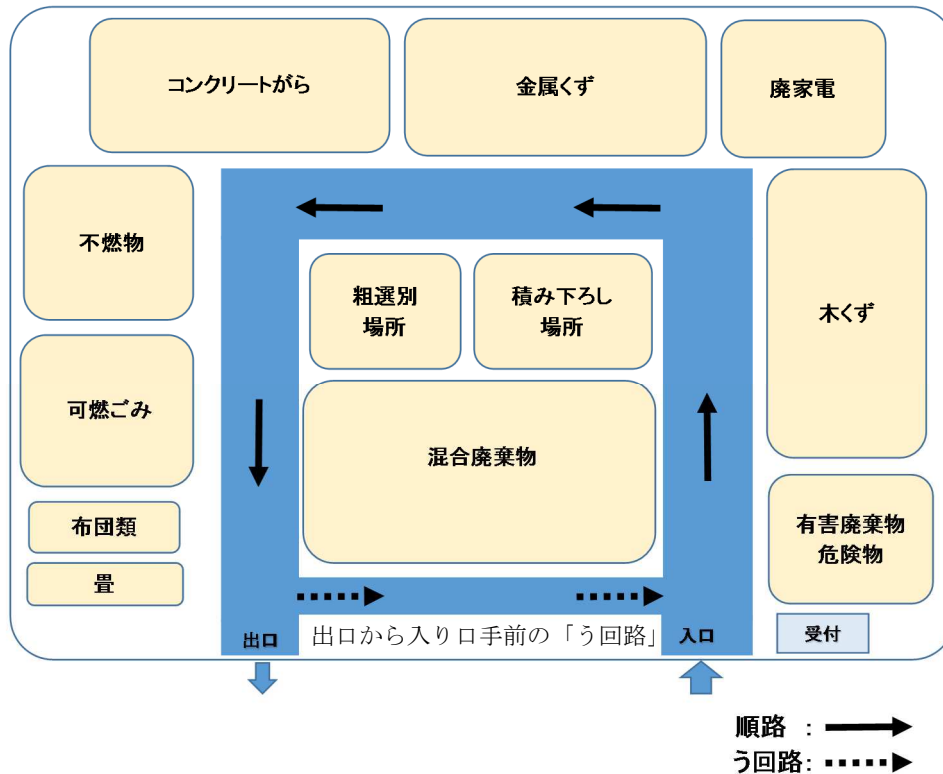 コンクリートがら
金属くず
廃家電
不燃物
粗選別
場所
積み下ろし
場所
木くず
可燃ごみ
混合廃棄物
布団類
畳
有害廃棄物
危険物
出口
出口から入り口手前の「う回路」
入口
受付
順路 :
う回路: